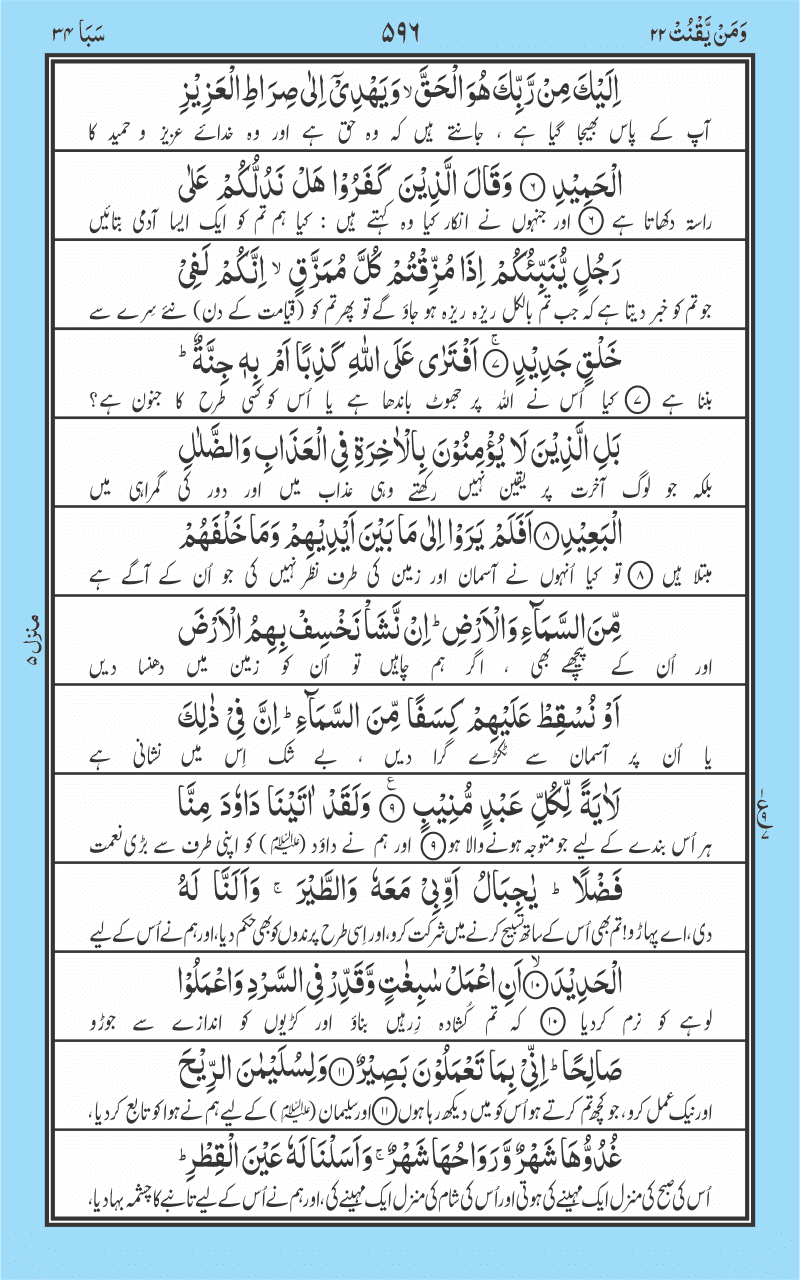 وَمَنْ يَّقْنُتْ ۲۲
۵۹۶
سَبَاِ ۳۴
اِلَيْكَ مِنْ رَّبِّكَ هُوَ الْحَقَّ ۙ وَيَهْدِيْٓ اِلٰى صِرَاطِ الْعَزِيْزِ
آپ کے پاس بھیجا گیا ہے ، جانتے ہیں کہ وہ حق ہے اور وہ خدائے عزیز و حمید کا
الْحَمِيْدِ ۶ وَقَالَ الَّذِيْنَ كَفَرُوْا هَلْ نَدُلُّكُمْ عَلٰى
راستہ دکھاتا ہے ۶ اور جنہوں نے انکار کیا وہ کہتے ہیں : کیا ہم تم کو ایک ایسا آدمی بتائیں
رَجُلٍ يُّنَبِّئُكُمْ اِذَا مُزِّقْتُمْ كُلَّ مُمَزَّقٍ ۙ اِنَّكُمْ لَفِيْ
جو تم کو خبر دیتا ہے کہ جب تم بالکل ریزہ ریزہ ہو جاؤ گے تو پھر تم کو (قیامت کے دن) نئے سِرے سے
خَلْقٍ جَدِيْدٍ ۷ۚ اَفْتَرٰى عَلَى اللّٰهِ كَذِبًا اَمْ بِهٖ جِنَّةٌ ؕ
بننا ہے ۷ کیا اُس نے اللہ پر جھوٹ باندھا ہے یا اُس کو کسی طرح کا جنون ہے؟
بَلِ الَّذِيْنَ لَا يُؤْمِنُوْنَ بِالْاٰخِرَةِ فِي الْعَذَابِ وَالضَّلٰلِ
بلکہ جو لوگ آخرت پر یقین نہیں رکھتے وہی عذاب میں اور دور کی گمراہی میں
الْبَعِيْدِ ۸ اَفَلَمْ يَرَوْا اِلٰى مَا بَيْنَ اَيْدِيْهِمْ وَمَا خَلْفَهُمْ
مبتلا ہیں ۸ تو کیا اُنہوں نے آسمان اور زمین کی طرف نظر نہیں کی جو اُن کے آگے ہے
مِّنَ السَّمَآءِ وَالْاَرْضِ ؕ اِنْ نَّشَاْ نَخْسِفْ بِهِمُ الْاَرْضَ
اور اُن کے پیچھے بھی ، اگر ہم چاہیں تو اُن کو زمین میں دھنسا دیں
اَوْ نُسْقِطْ عَلَيْهِمْ كِسَفًا مِّنَ السَّمَآءِ ؕ اِنَّ فِيْ ذٰلِكَ
یا اُن پر آسمان سے ٹکڑے گرا دیں ، بے شک اِس میں نشانی ہے
لَاٰيَةً لِّكُلِّ عَبْدٍ مُّنِيْبٍ ۹ۧ وَلَقَدْ اٰتَيْنَا دَاوٗدَ مِنَّا
ہر اُس بندے کے لیے جو متوجہ ہونے والا ہو ۹ اور ہم نے داؤد (علیہ السلام) کو اپنی طرف سے بڑی نعمت
فَضْلًا ؕ يٰجِبَالُ اَوِّبِيْ مَعَهٗ وَالطَّيْرَ ۚ وَاَلَنَّا لَهُ
دی، اے پہاڑو! تم بھی اُس کے ساتھ تسبیح کرنے میں شرکت کرو، اور اِسی طرح پرندوں کو بھی حکم دیا، اور ہم نے اُس کے لیے
الْحَدِيْدَ ۱۰ۙ اَنِ اعْمَلْ سٰبِغٰتٍ وَّقَدِّرْ فِي السَّرْدِ وَاعْمَلُوْا
لوہے کو نرم کردیا ۱۰ کہ تم کُشادہ زِرہیں بناؤ اور کڑیوں کو اندازے سے جوڑو
صَالِحًا ؕ اِنِّيْ بِمَا تَعْمَلُوْنَ بَصِيْرٌ ۱۱ وَلِسُلَيْمٰنَ الرِّيْحَ
اور نیک عمل کرو، جو کچھ تم کرتے ہو اُس کو میں دیکھ رہا ہوں ۱۱ اور سلیمان (علیہ السلام) کے لیے ہم نے ہوا کو تابع کردیا،
غُدُوُّهَا شَهْرٌ وَّرَوَاحُهَا شَهْرٌ ۚ وَاَسَلْنَا لَهٗ عَيْنَ الْقِطْرِ ؕ
اُس کی صبح کی منزل ایک مہینے کی ہوتی اور اُس کی شام کی منزل ایک مہینے کی، اور ہم نے اُس کے لیے تانبے کا چشمہ بہا دیا،
منزل ۵